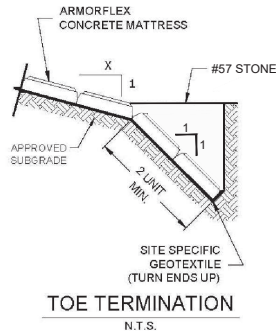 ARMORFLEX
CONCRETE MATTRESS
X
1
#57 STONE
1
1
APPROVED
SUBGRADE
2 UNIT
MIN.
SITE SPECIFIC
GEOTEXTILE
(TURN ENDS UP)
TOE TERMINATION
N.T.S.